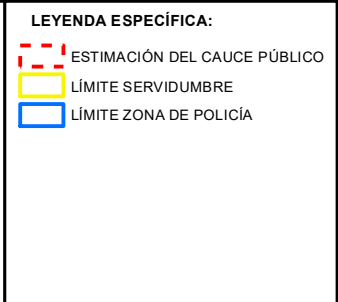 LEYENDA ESPECÍFICA:
ESTIMACIÓN DEL CAUCE PÚBLICO
LÍMITE SERVIDUMBRE
LÍMITE ZONA DE POLICÍA